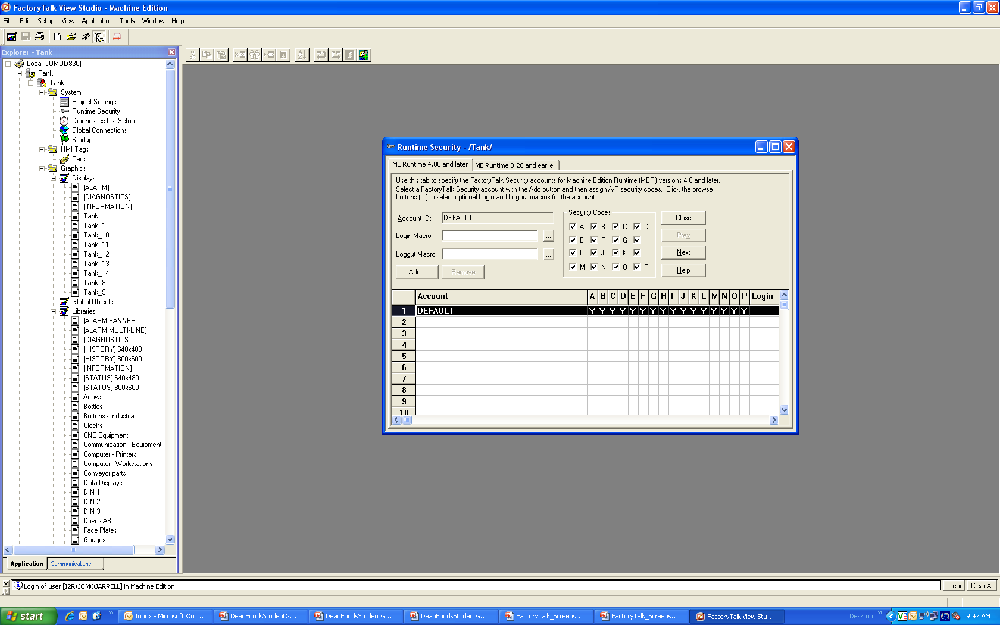 FactoryTalk View Studio - Machine Edition
File Edit Setup View Application Tools Window Help
Explorer - Tank
Local (JOMOD830)
Tank
Tank
System
Project Settings
Runtime Security
Diagnostics List Setup
Global Connections
Startup
HMI Tags
Tags
Graphics
Displays
[ALARM]
[DIAGNOSTICS]
[INFORMATION]
Tank
Tank_1
Tank_10
Tank_11
Tank_12
Tank_13
Tank_14
Tank_8
Tank_9
Global Objects
Libraries
[ALARM BANNER]
[ALARM MULTI-LINE]
[DIAGNOSTICS]
[HISTORY] 640x480
[HISTORY] 800x600
[INFORMATION]
[STATUS] 640x480
[STATUS] 800x600
Arrows
Bottles
Buttons - Industrial
Clocks
CNC Equipment
Communication - Equipment
Computer - Printers
Computer - Workstations
Conveyor parts
Data Displays
DIN 1
DIN 2
DIN 3
Drives AB
Face Plates
Gauges
Application Communications
Runtime Security - /Tank/
ME Runtime 4.00 and later ME Runtime 3.20 and earlier
Use this tab to specify the FactoryTalk Security accounts for Machine Edition Runtime (MER) versions 4.0 and later.
Select a FactoryTalk Security account with the Add button and then assign A-P security codes. Click the browse
buttons (...) to select optional Login and Logout macros for the account.
Account ID: DEFAULT
Login Macro: ...
Logout Macro: ...
Add... Remove
Security Codes
A B C D
E F G H
I J K L
M N O P
Close
Prev
Next
Help
Account A B C D E F G H I J K L M N O P Login
1 DEFAULT Y Y Y Y Y Y Y Y Y Y Y Y Y Y Y Y
2
3
4
5
6
7
8
9
10
Login of user [I2R\JOMOJARRELL] in Machine Edition.
Clear Clear All
start Inbox - Microsoft Out... DeanFoodsStudentG... DeanFoodsStudentG... DeanFoodsStudentG... FactoryTalk_Screens... FactoryTalk_Screens... FactoryTalk View Stu... Desktop 9:47 AM